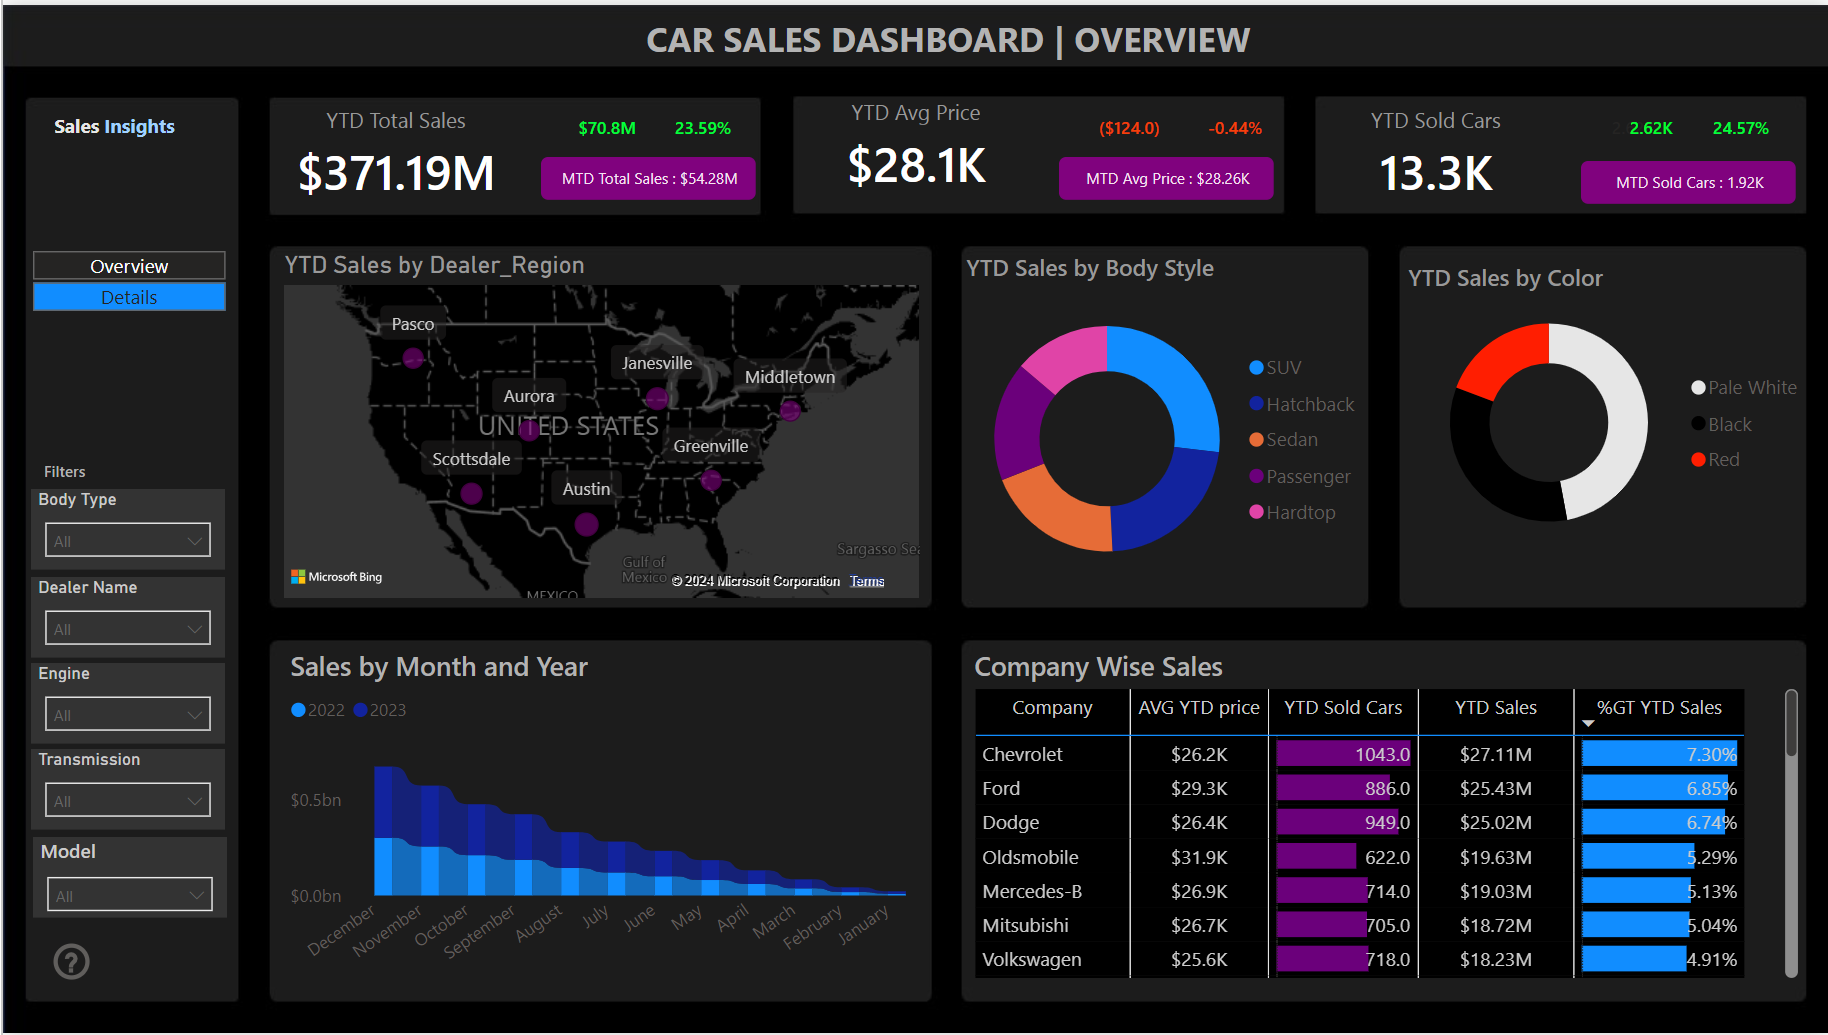 CAR SALES DASHBOARD | OVERVIEW
Sales Insights
Overview
Details
Filters
Body Type
All
Dealer Name
All
Engine
All
Transmission
All
Model
All
?
YTD Total Sales
$70.8M 23.59%
$371.19M
MTD Total Sales : $54.28M
YTD Avg Price
($124.0) -0.44%
$28.1K
MTD Avg Price : $28.26K
YTD Sold Cars
2.62K 24.57%
13.3K
MTD Sold Cars : 1.92K
YTD Sales by Dealer_Region
Pasco
Janesville
Middletown
Aurora
UNITED STATES
Greenville
Scottsdale
Austin
Sargasso Sea
Gulf of
Mexico
MEXICO
Microsoft Bing
© 2024 Microsoft Corporation Terms
YTD Sales by Body Style
SUV
Hatchback
Sedan
Passenger
Hardtop
YTD Sales by Color
Pale White
Black
Red
Sales by Month and Year
2022 2023
$0.5bn
$0.0bn
December
November
October
September
August
July
June
May
April
March
February
January
Company Wise Sales
Company AVG YTD price YTD Sold Cars YTD Sales %GT YTD Sales
Chevrolet $26.2K 1043.0 $27.11M 7.30%
Ford $29.3K 886.0 $25.43M 6.85%
Dodge $26.4K 949.0 $25.02M 6.74%
Oldsmobile $31.9K 622.0 $19.63M 5.29%
Mercedes-B $26.9K 714.0 $19.03M 5.13%
Mitsubishi $26.7K 705.0 $18.72M 5.04%
Volkswagen $25.6K 718.0 $18.23M 4.91%